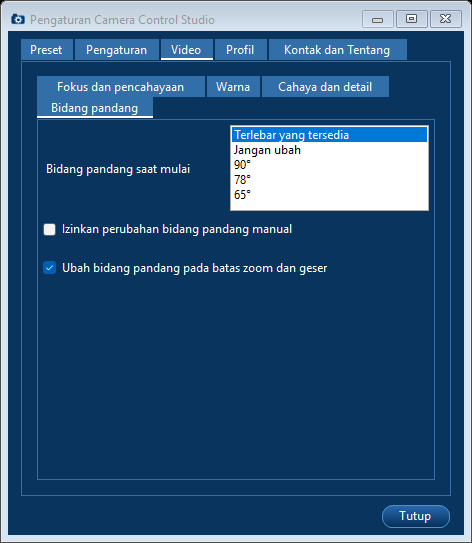 Pengaturan Camera Control Studio
Preset Pengaturan Video Profil Kontak dan Tentang
Fokus dan pencahayaan Warna Cahaya dan detail
Bidang pandang
Bidang pandang saat mulai
Terlebar yang tersedia
Jangan ubah
90°
78°
65°
Izinkan perubahan bidang pandang manual
Ubah bidang pandang pada batas zoom dan geser
Tutup